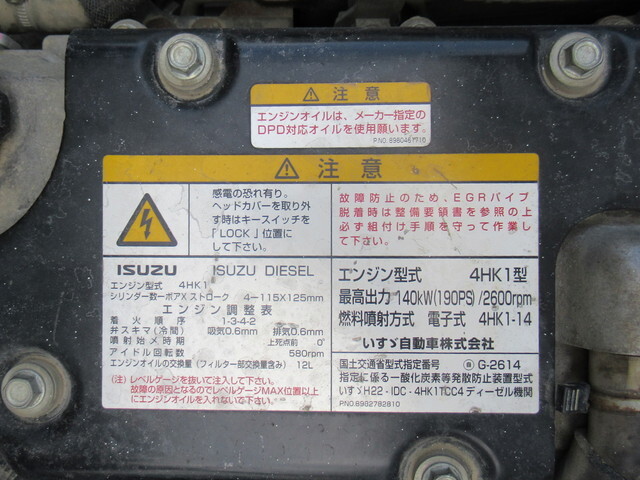 注意
エンジンオイルは、メーカー指定の
DPD対応オイルを使用願います。
注意
感電の恐れ有り。
ヘッドカバーを取り外
す時はキースイッチを
「LOCK」位置に
して下さい。
故障防止のため、EGRパイプ
脱着時は整備要領書を参照の上
必ず組付け手順を守って作業し
て下さい。
ISUZU ISUZU DIESEL
エンジン型式 4HK1
シリンダー数ーボアXストローク 4－115X125mm
エンジン調整表
着火順序 1-3-4-2
弁スキマ(冷間) 吸気0.6mm 排気0.6mm
噴射始メ時期 上死点前 0°
アイドル回転数 580rpm
エンジンオイルの交換量(フィルター部交換量含み) 12L
(注)レベルゲージを抜いて注入して下さい。
故障の原因となるのでレベルゲージMAX位置以上
にエンジンオイルを入れないで下さい。
エンジン型式 4HK1型
最高出力 140kW(190PS)/2600rpm
燃料噴射方式 電子式 4HK1-14
いすゞ自動車株式会社
国土交通省型式指定番号 G-2614
指定に係る一酸化炭素等発散防止装置型式
いすゞH22・IDC・4HK1TCC4 ディーゼル機関
P.NO.8982782810